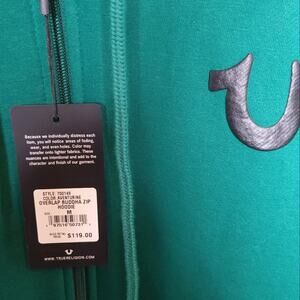 Because we individually distress each
item, you will notice areas of fading,
wear, and even holes. Color may
transfer onto lighter fabrics. These
nuances are intentional and add to the
character and finish of our garment.
STYLE: 700149
COLOR: AVENTURINE
OVERLAP BUDDHA ZIP
HOODIE
M
$119.00
WWW.TRUERELIGION.COM